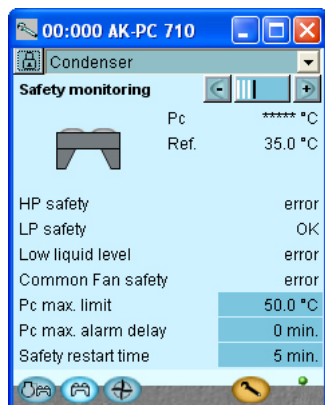 00:000 AK-PC 710
Condenser
Safety monitoring - +
Pc ***** °C
Ref. 35.0 °C
HP safety error
LP safety OK
Low liquid level error
Common Fan safety error
Pc max. limit 50.0 °C
Pc max. alarm delay 0 min.
Safety restart time 5 min.